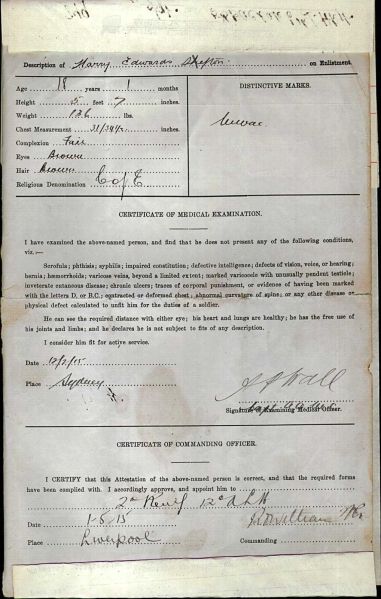 Description of Harry Edwards Skefton on Enlistment.
Age 18 years 1 months
Height 5 feet 7 inches
Weight 136 lbs.
Chest Measurement 31/34½ inches
Complexion Fair
Eyes Brown
Hair Brown
Religious Denomination C of E
DISTINCTIVE MARKS.
CERTIFICATE OF MEDICAL EXAMINATION.
I have examined the above-named person, and find that he does not present any of the following conditions,
viz.:—
Scrofula; phthisis; syphilis; impaired constitution; defective intelligence; defects of vision, voice, or hearing;
hernia; hæmorrhoids; varicose veins, beyond a limited extent; marked varicocele with unusually pendent testicle;
inveterate cutaneous disease; chronic ulcers; traces of corporal punishment, or evidence of having been marked
with the letters D. or B.C.; contracted or deformed chest; abnormal curvature of spine; or any other disease or
physical defect calculated to unfit him for the duties of a soldier.
He can see the required distance with either eye; his heart and lungs are healthy; he has the free use of
his joints and limbs; and he declares he is not subject to fits of any description.
I consider him fit for active service.
Date 12/2/15
Place Sydney
Signature of Examining Medical Officer.
CERTIFICATE OF COMMANDING OFFICER.
I CERTIFY that this Attestation of the above-named person is correct, and that the required forms
have been complied with. I accordingly approve, and appoint him to
2nd Reinf 12th A L H
Date 1-5-15
Place Liverpool
Commanding